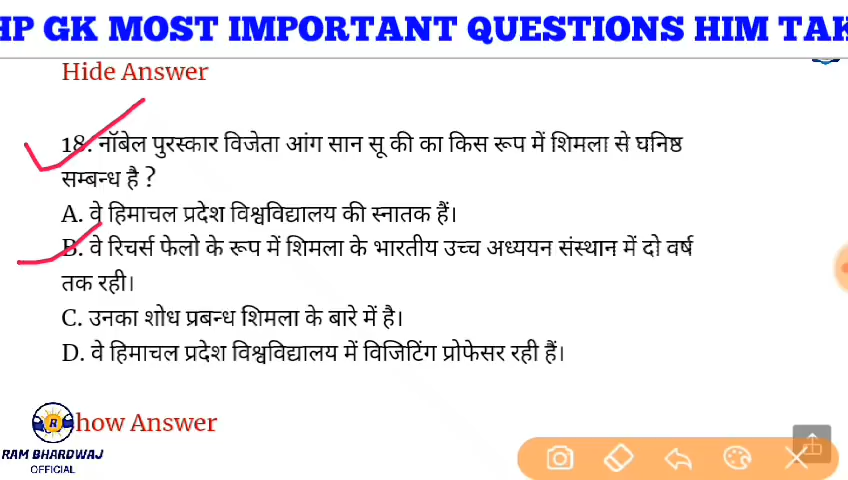 HP GK MOST IMPORTANT QUESTIONS HIM TAK
Hide Answer
18. नॉबेल पुरस्कार विजेता आंग सान सू की का किस रूप में शिमला से घनिष्ठ
सम्बन्ध है ?
A. वे हिमाचल प्रदेश विश्वविद्यालय की स्नातक हैं।
B. वे रिचर्स फेलो के रूप में शिमला के भारतीय उच्च अध्ययन संस्थान में दो वर्ष
तक रही।
C. उनका शोध प्रबन्ध शिमला के बारे में है।
D. वे हिमाचल प्रदेश विश्वविद्यालय में विजिटिंग प्रोफेसर रही हैं।
how Answer
R
RAM BHARDWAJ
OFFICIAL